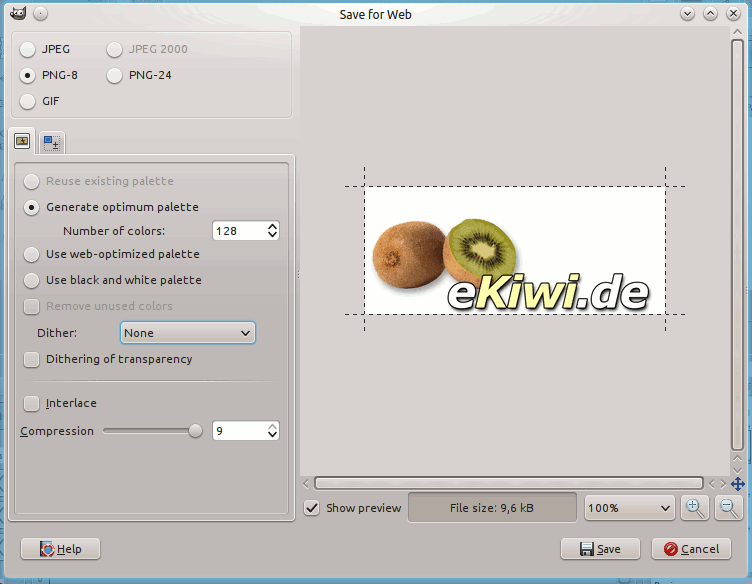 Save for Web
JPEG
JPEG 2000
PNG-8
PNG-24
GIF
Reuse existing palette
Generate optimum palette
Number of colors: 128
Use web-optimized palette
Use black and white palette
Remove unused colors
Dither: None
Dithering of transparency
Interlace
Compression 9
eKiwi.de
Show preview
File size: 9,6 kB
100%
Help
Save
Cancel